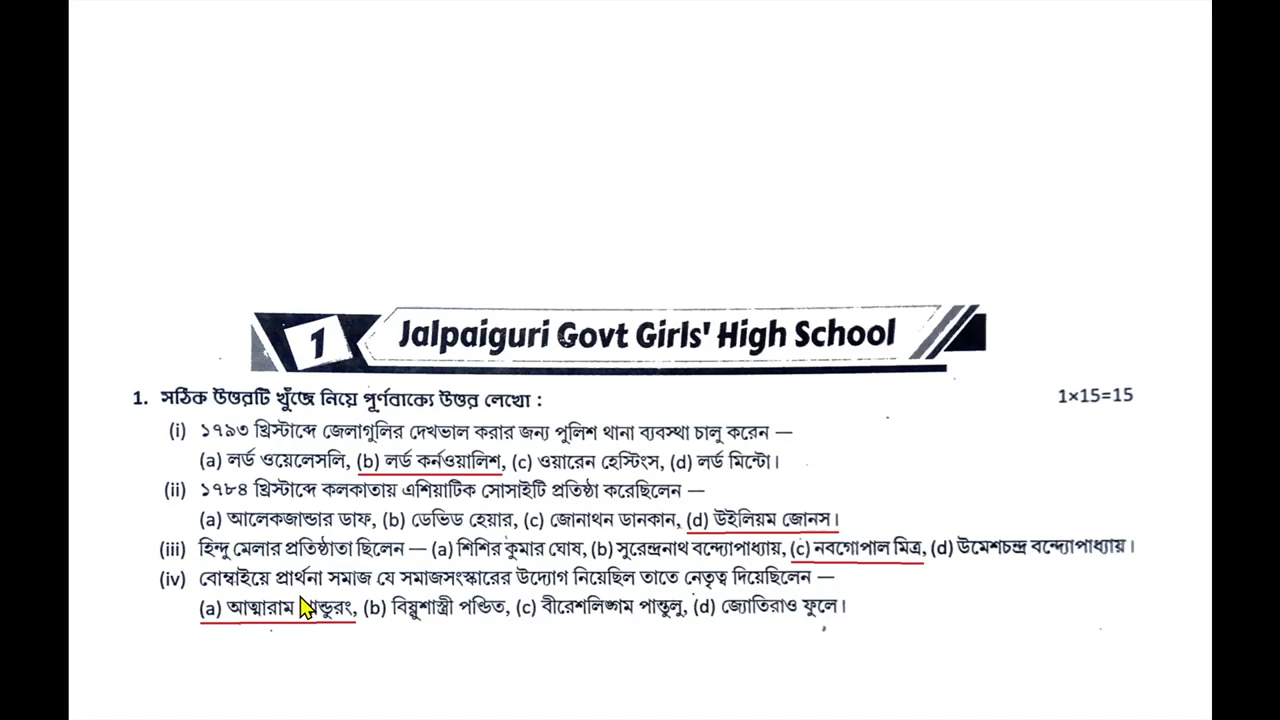 1
Jalpaiguri Govt Girls' High School
1. সঠিক উত্তরটি খুঁজে নিয়ে পূর্ণবাক্যে উত্তর লেখো : 1×15=15
(i) ১৭৯৩ খ্রিস্টাব্দে জেলাগুলির দেখভাল করার জন্য পুলিশ থানা ব্যবস্থা চালু করেন —
(a) লর্ড ওয়েলেসলি, (b) লর্ড কর্নওয়ালিশ, (c) ওয়ারেন হেস্টিংস, (d) লর্ড মিন্টো।
(ii) ১৭৮৪ খ্রিস্টাব্দে কলকাতায় এশিয়াটিক সোসাইটি প্রতিষ্ঠা করেছিলেন —
(a) আলেকজান্ডার ডাফ, (b) ডেভিড হেয়ার, (c) জোনাথন ডানকান, (d) উইলিয়ম জোনস।
(iii) হিন্দু মেলার প্রতিষ্ঠাতা ছিলেন — (a) শিশির কুমার ঘোষ, (b) সুরেন্দ্রনাথ বন্দ্যোপাধ্যায়, (c) নবগোপাল মিত্র, (d) উমেশচন্দ্র বন্দ্যোপাধ্যায়।
(iv) বোম্বাইয়ে প্রার্থনা সমাজ যে সমাজসংস্কারের উদ্যোগ নিয়েছিল তাতে নেতৃত্ব দিয়েছিলেন —
(a) আত্মারাম (b) বিষ্ণুশাস্ত্রী পণ্ডিত, (c) বীরেশলিঙ্গম পান্তুলু, (d) জ্যোতিরাও ফুলে।